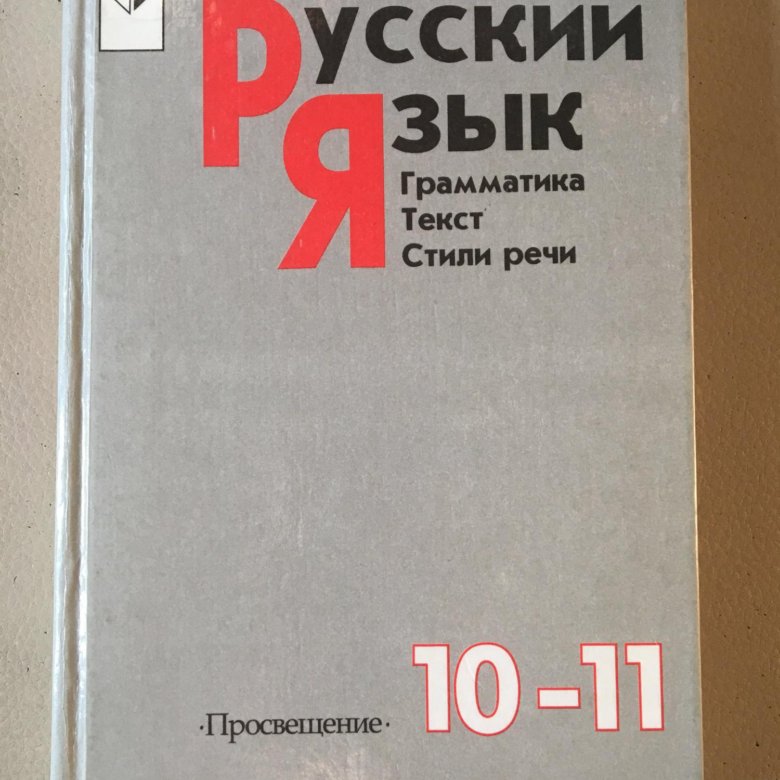 Русский
Язык
Грамматика
Текст
Стили речи
·Просвещение·
10-11